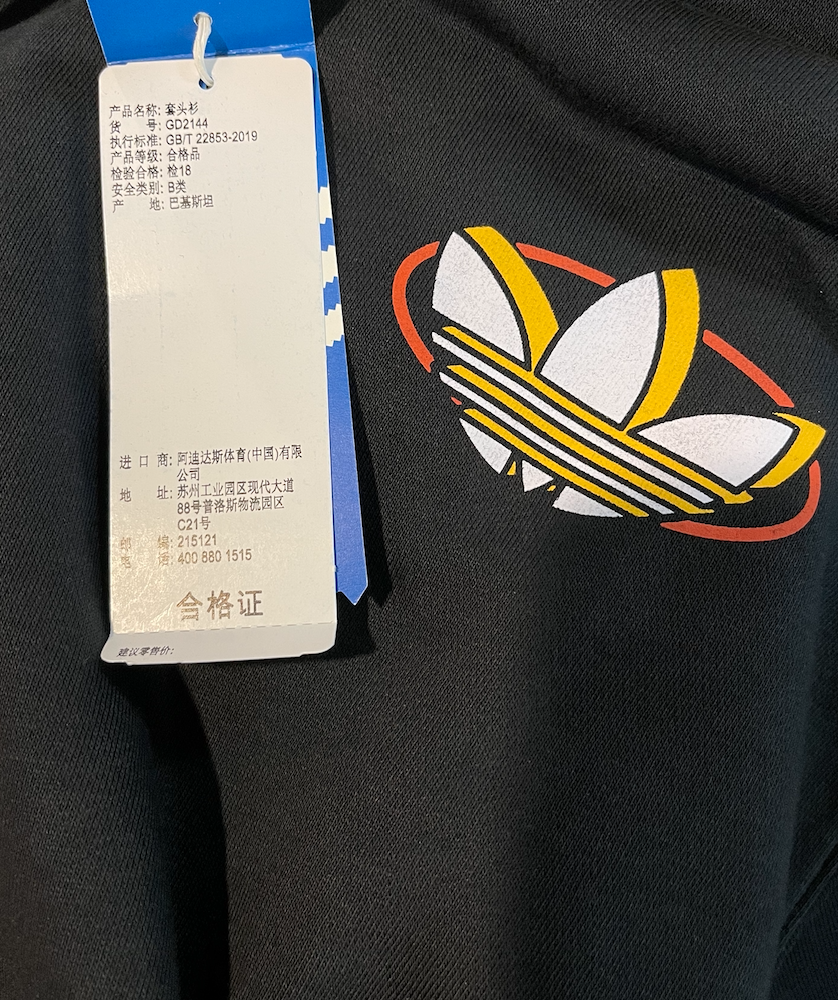 产品名称: 套头衫
货 号: GD2144
执行标准: GB/T 22853-2019
产品等级: 合格品
检验合格: 检18
安全类别: B类
产 地: 巴基斯坦
进 口 商: 阿迪达斯体育(中国)有限
公司
地 址: 苏州工业园区现代大道
88号普洛斯物流园区
C21号
邮 编: 215121
电 话: 400 880 1515
合格证
建议零售价: